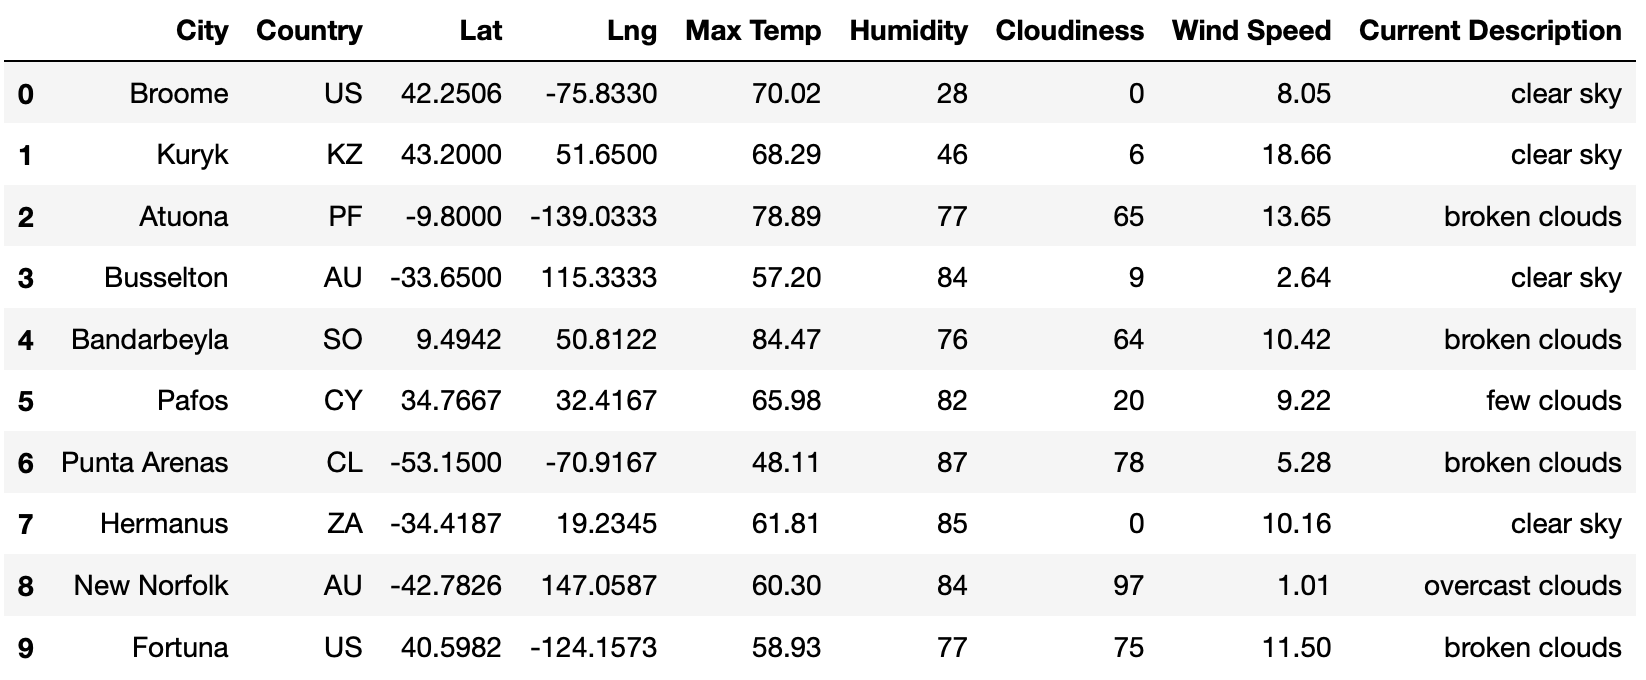 City Country Lat Lng Max Temp Humidity Cloudiness Wind Speed Current Description
0 Broome US 42.2506 -75.8330 70.02 28 0 8.05 clear sky
1 Kuryk KZ 43.2000 51.6500 68.29 46 6 18.66 clear sky
2 Atuona PF -9.8000 -139.0333 78.89 77 65 13.65 broken clouds
3 Busselton AU -33.6500 115.3333 57.20 84 9 2.64 clear sky
4 Bandarbeyla SO 9.4942 50.8122 84.47 76 64 10.42 broken clouds
5 Pafos CY 34.7667 32.4167 65.98 82 20 9.22 few clouds
6 Punta Arenas CL -53.1500 -70.9167 48.11 87 78 5.28 broken clouds
7 Hermanus ZA -34.4187 19.2345 61.81 85 0 10.16 clear sky
8 New Norfolk AU -42.7826 147.0587 60.30 84 97 1.01 overcast clouds
9 Fortuna US 40.5982 -124.1573 58.93 77 75 11.50 broken clouds